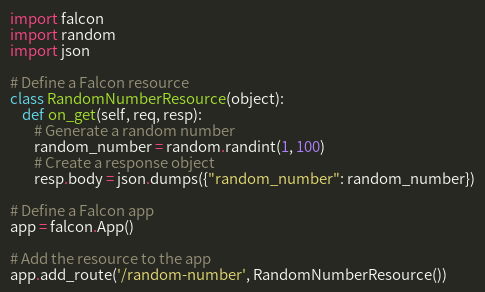 import falcon
import random
import json

# Define a Falcon resource
class RandomNumberResource(object):
    def on_get(self, req, resp):
        # Generate a random number
        random_number = random.randint(1, 100)
        # Create a response object
        resp.body = json.dumps({"random_number": random_number})

# Define a Falcon app
app = falcon.App()

# Add the resource to the app
app.add_route('/random-number', RandomNumberResource())